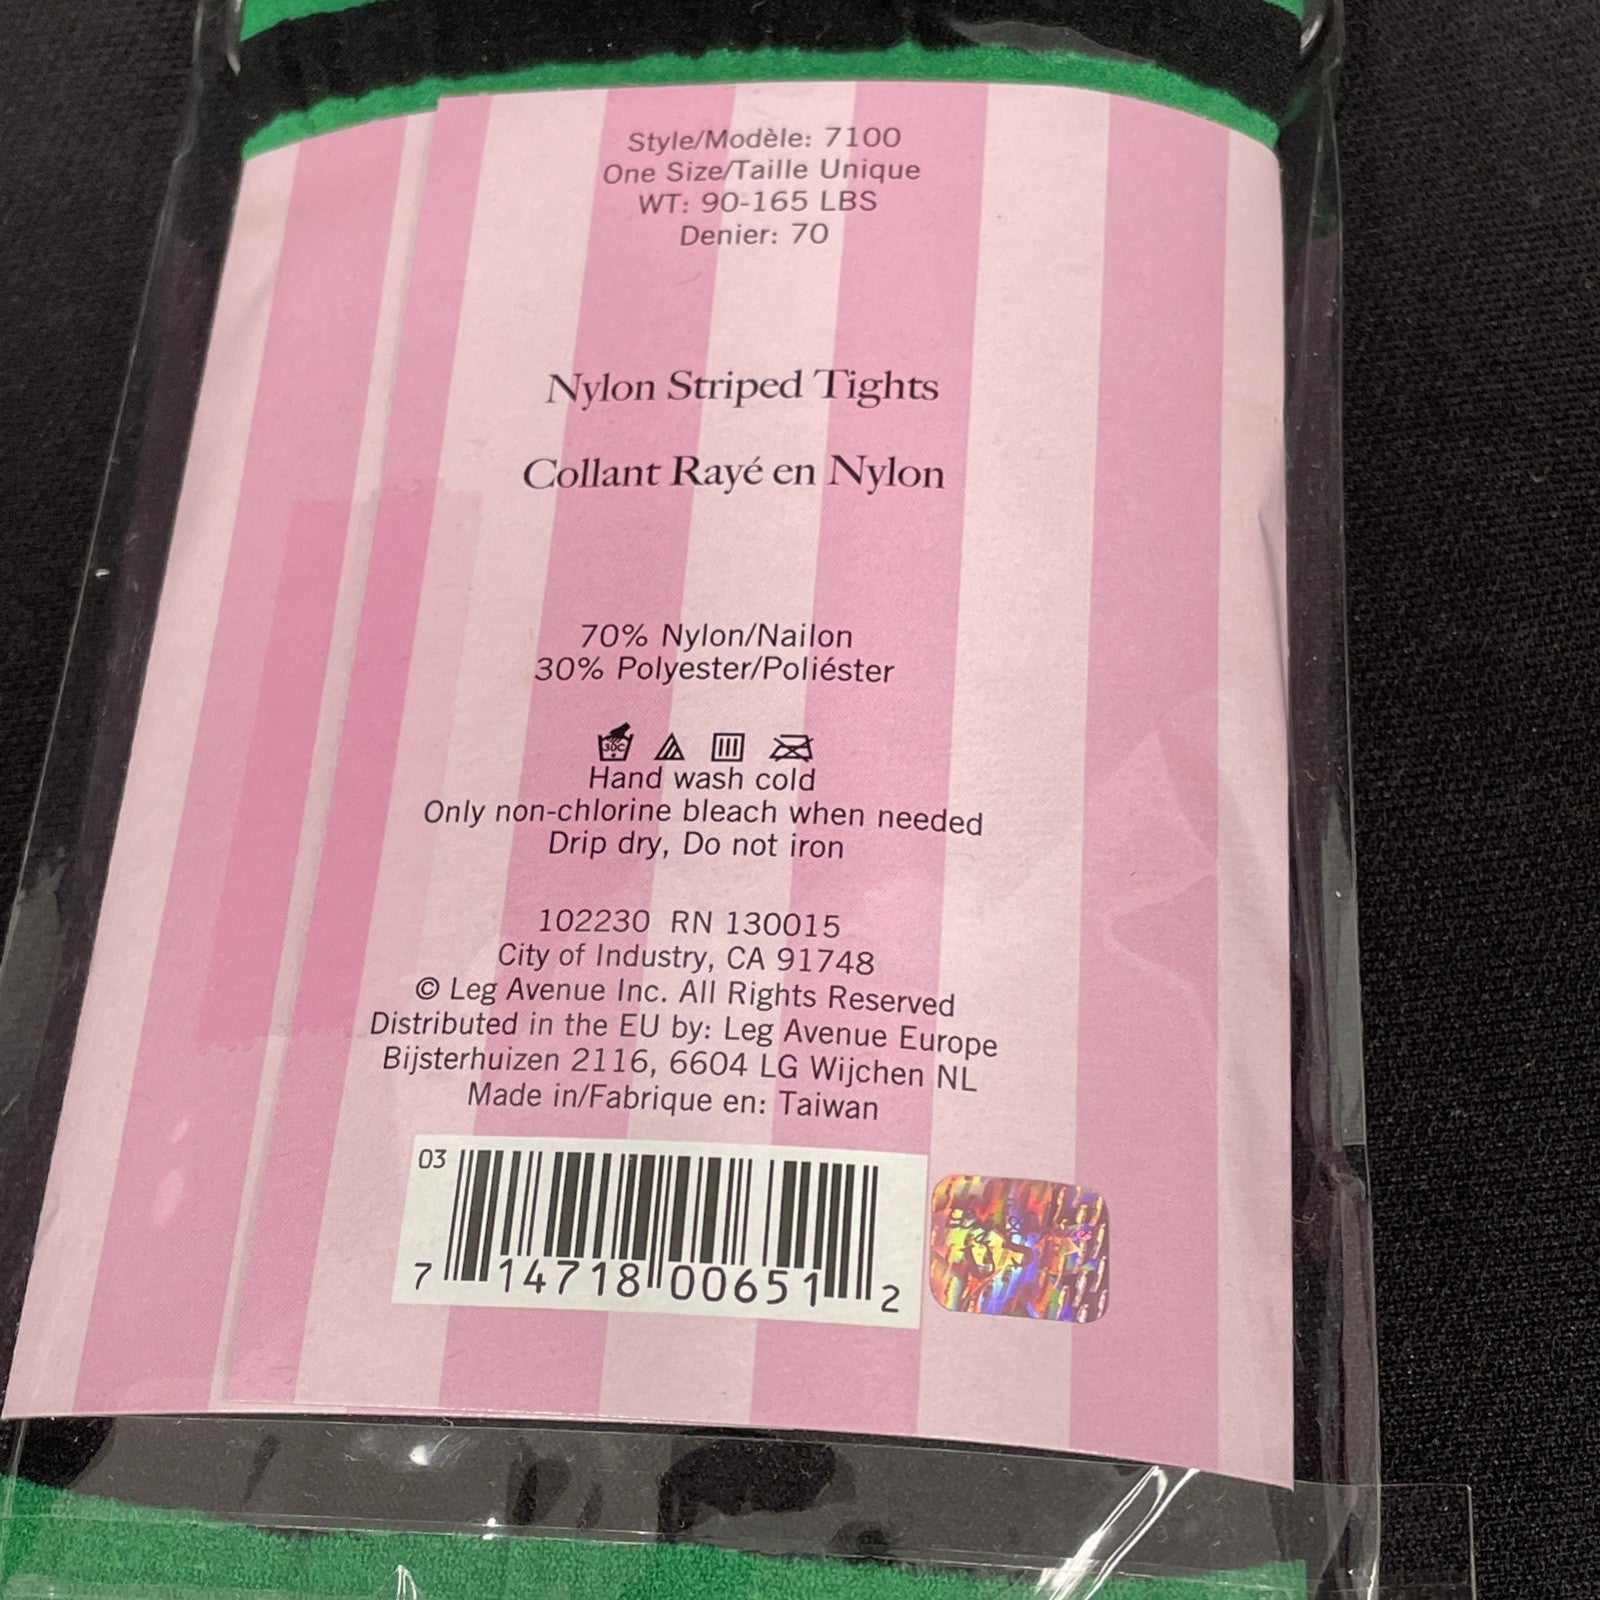 Style/Modèle: 7100
One Size/Taille Unique
WT: 90-165 LBS
Denier: 70
Nylon Striped Tights
Collant Rayé en Nylon
70% Nylon/Nailon
30% Polyester/Poliéster
30C
Hand wash cold
Only non-chlorine bleach when needed
Drip dry, Do not iron
102230 RN 130015
City of Industry, CA 91748
© Leg Avenue Inc. All Rights Reserved
Distributed in the EU by: Leg Avenue Europe
Bijsterhuizen 2116, 6604 LG Wijchen NL
Made in/Fabrique en: Taiwan
03
7 14718 00651 2